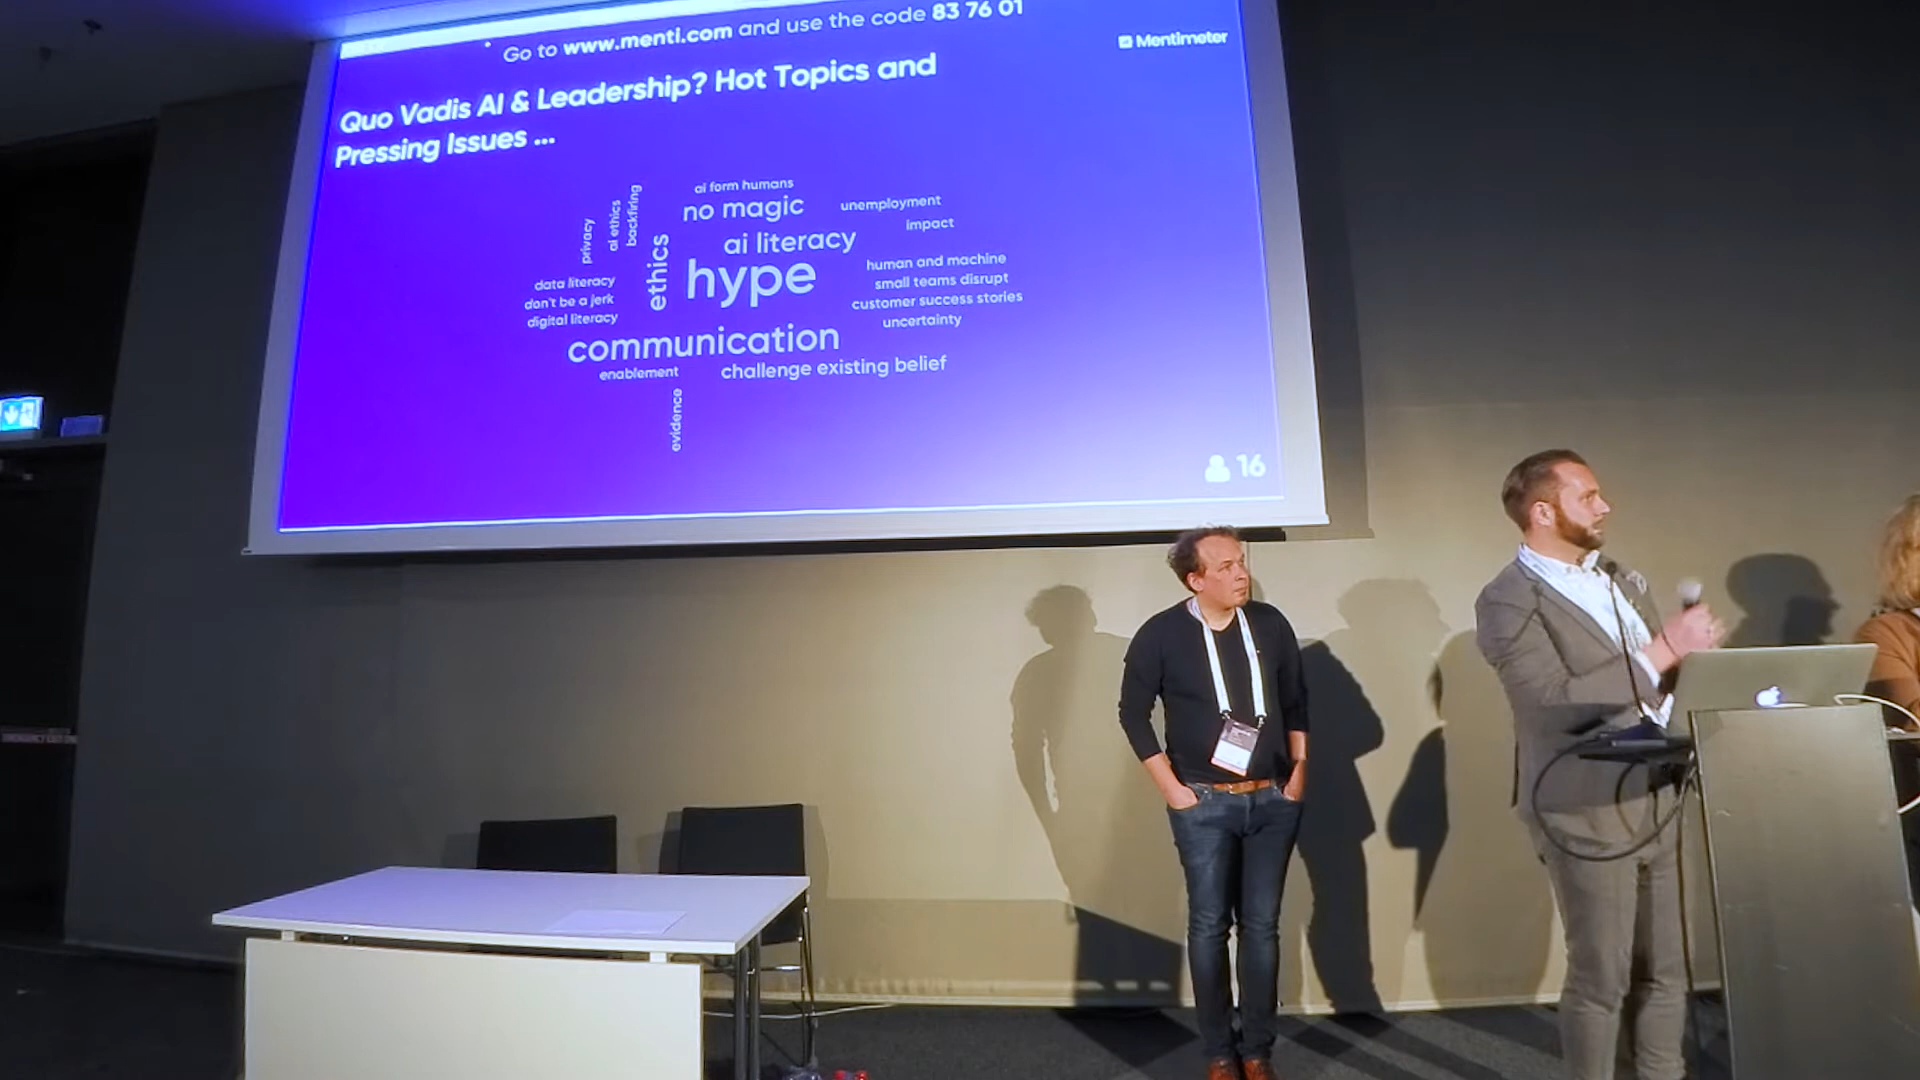 Go to www.menti.com and use the code 83 76 01
Mentimeter
Quo Vadis AI & Leadership? Hot Topics and
Pressing Issues ...
ai form humans
no magic
unemployment
impact
privacy
ai ethics
backfiring
ethics
ai literacy
hype
human and machine
small teams disrupt
customer success stories
uncertainty
data literacy
don't be a jerk
digital literacy
communication
enablement
challenge existing belief
evidence
16